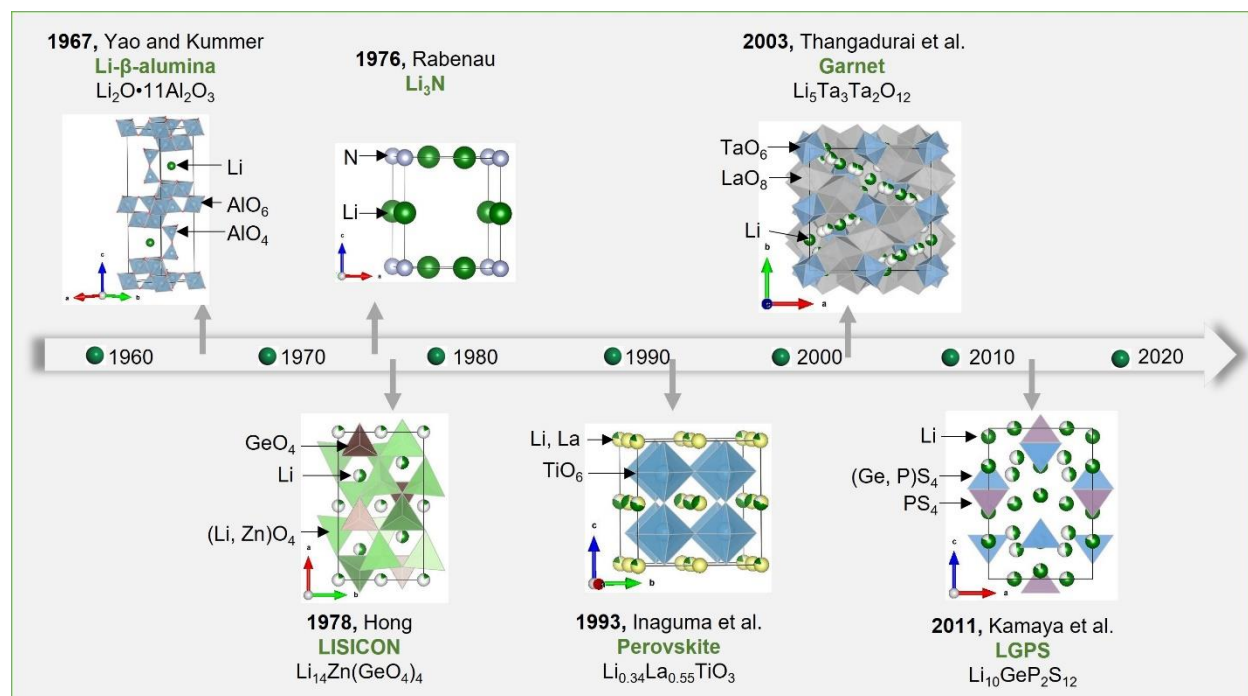 1967, Yao and Kummer
Li-β-alumina
Li₂O•11Al₂O₃
Li
AlO₆
AlO₄
c
a
b
1976, Rabenau
Li₃N
N
Li
c
a
2003, Thangadurai et al.
Garnet
Li₅Ta₃Ta₂O₁₂
TaO₆
LaO₈
Li
b
a
1960
1970
1980
1990
2000
2010
2020
GeO₄
Li
(Li, Zn)O₄
a
b
1978, Hong
LISICON
Li₁₄Zn(GeO₄)₄
Li, La
TiO₆
c
b
1993, Inaguma et al.
Perovskite
Li₀.₃₄La₀.₅₅TiO₃
Li
(Ge, P)S₄
PS₄
c
a
2011, Kamaya et al.
LGPS
Li₁₀GeP₂S₁₂